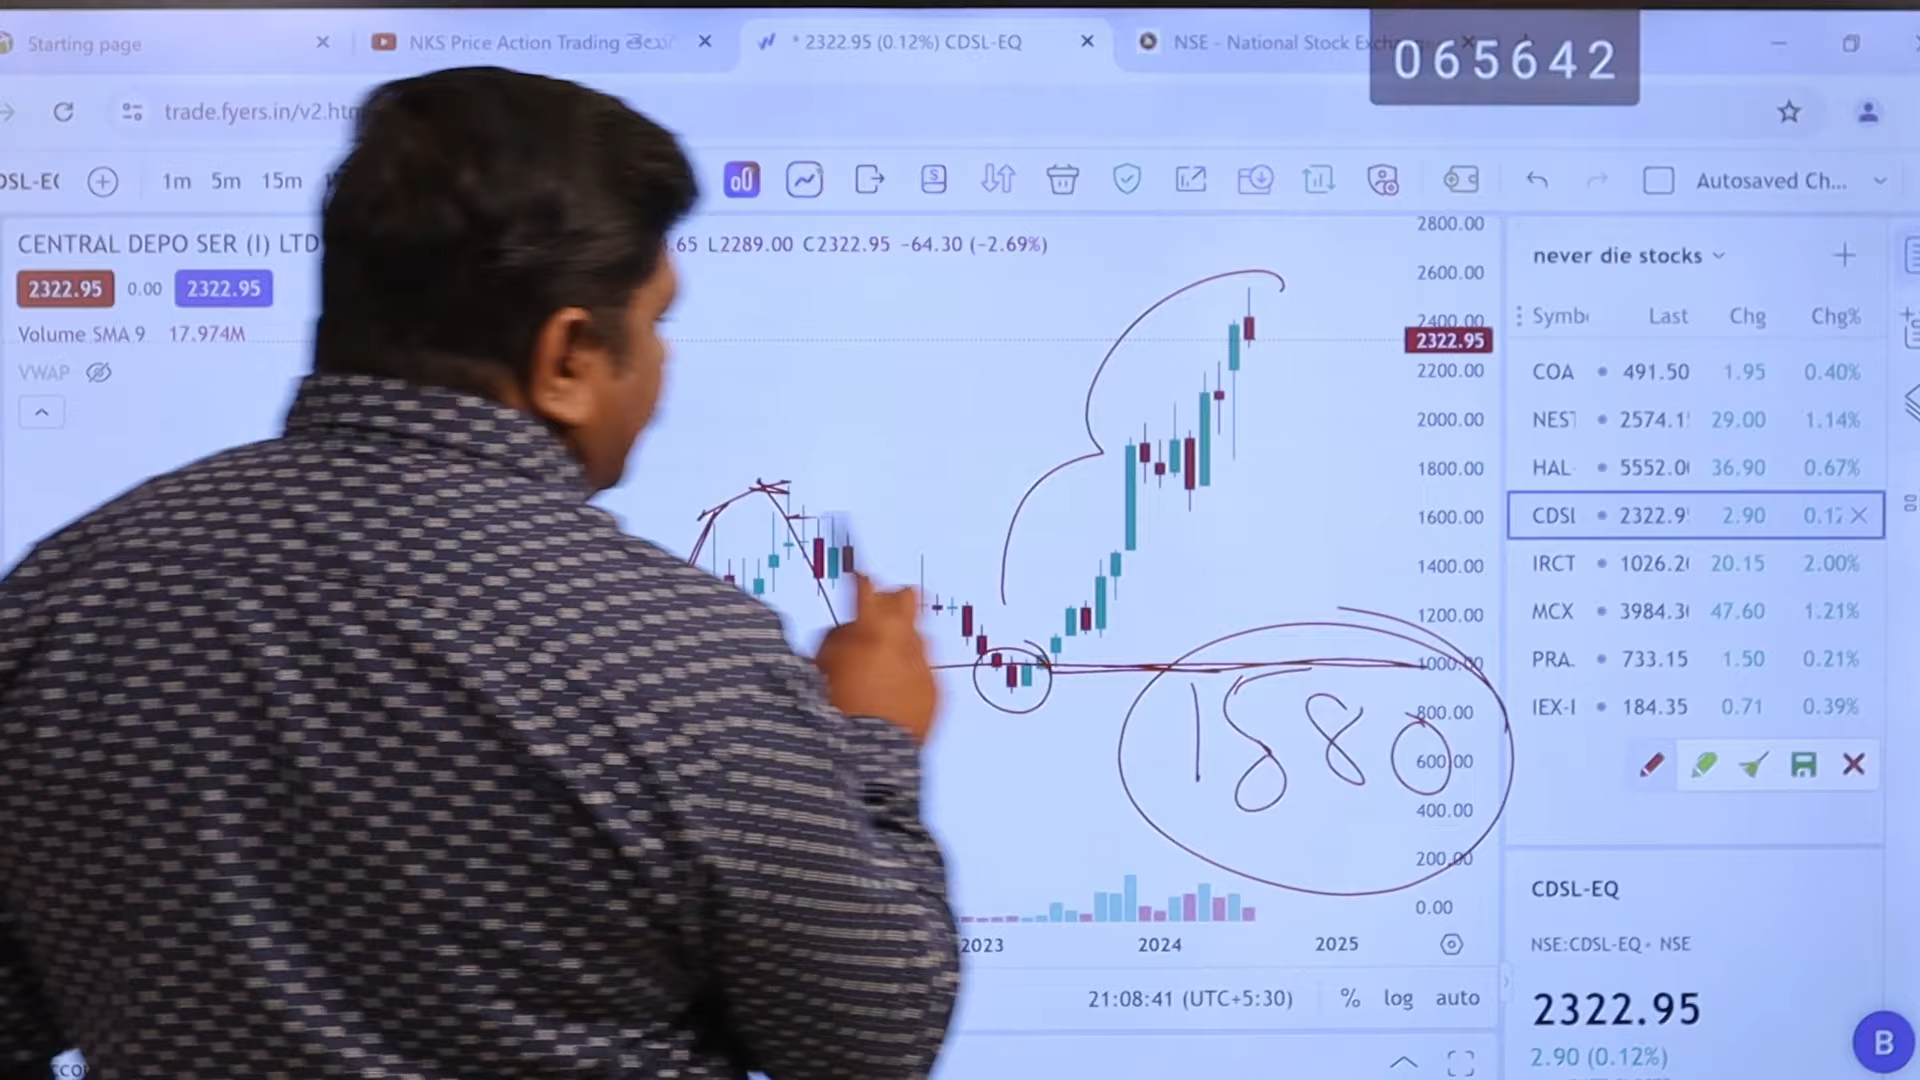 Starting page
NKS Price Action Trading తెలు
* 2322.95 (0.12%) CDSL-EQ
NSE - National Stock Exch
065642
trade.fyers.in/v2.htm
DSL-EQ
1m 5m 15m
Autosaved Ch...
CENTRAL DEPO SER (I) LTD
.65 L2289.00 C2322.95 -64.30 (-2.69%)
2322.95 0.00 2322.95
Volume SMA 9 17.974M
VWAP
2800.00
2600.00
2400.00
2322.95
2200.00
2000.00
1800.00
1600.00
1400.00
1200.00
1000.00
800.00
600.00
400.00
200.00
0.00
1580
2023 2024 2025
21:08:41 (UTC+5:30) % log auto
never die stocks
Symb Last Chg Chg%
COA 491.50 1.95 0.40%
NEST 2574.1 29.00 1.14%
HAL 5552.0 36.90 0.67%
CDSL 2322.9 2.90 0.12
IRCT 1026.2 20.15 2.00%
MCX 3984.3 47.60 1.21%
PRA. 733.15 1.50 0.21%
IEX-I 184.35 0.71 0.39%
CDSL-EQ
NSE:CDSL-EQ • NSE
2322.95
2.90 (0.12%)
B